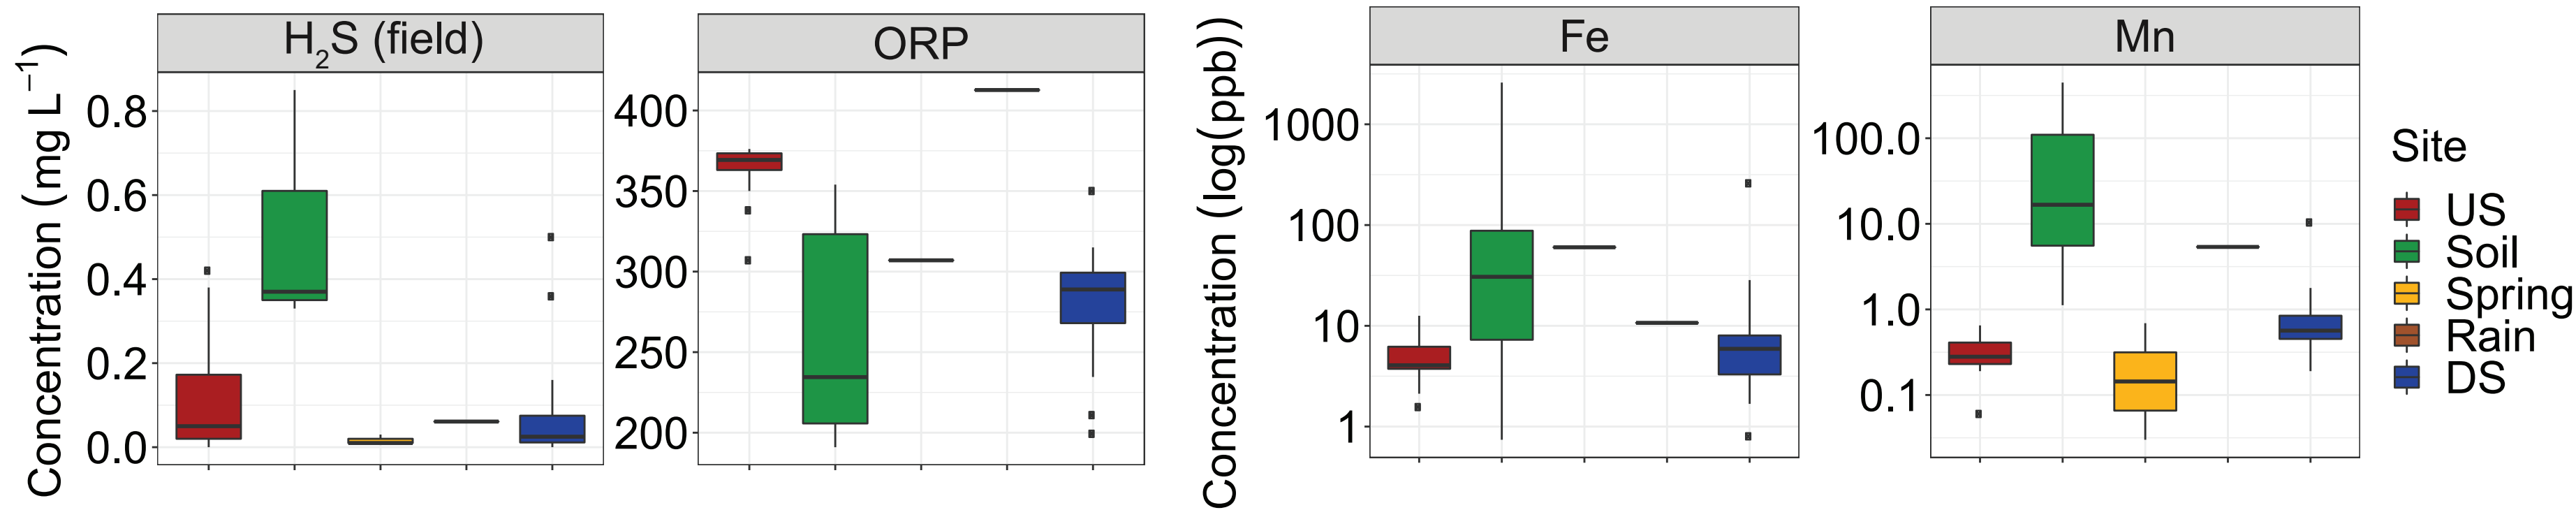 H₂S (field)
ORP
Fe
Mn
Concentration (mg L⁻¹)
0.8
0.6
0.4
0.2
0.0
400
350
300
250
200
Concentration (log(ppb))
1000
100
10
1
100.0
10.0
1.0
0.1
Site
US
Soil
Spring
Rain
DS